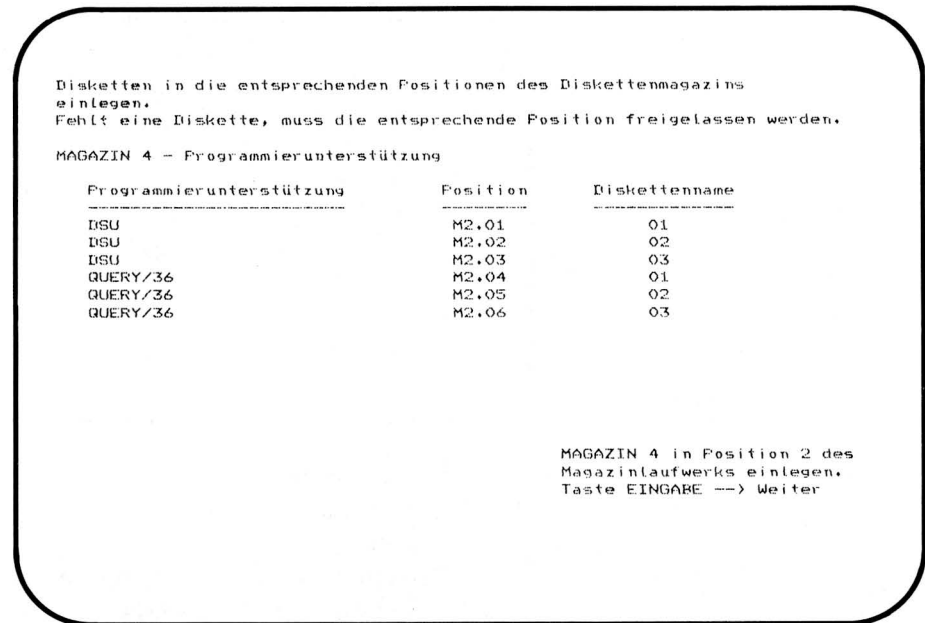 Disketten in die entsprechenden Positionen des Diskettenmagazins
einlegen.
Fehlt eine Diskette, muss die entsprechende Position freigelassen werden.
MAGAZIN 4 - Programmierunterstützung
Programmierunterstützung Position Diskettenname
DSU M2.01 01
DSU M2.02 02
DSU M2.03 03
QUERY/36 M2.04 01
QUERY/36 M2.05 02
QUERY/36 M2.06 03
MAGAZIN 4 in Position 2 des
Magazinlaufwerks einlegen.
Taste EINGABE --> Weiter